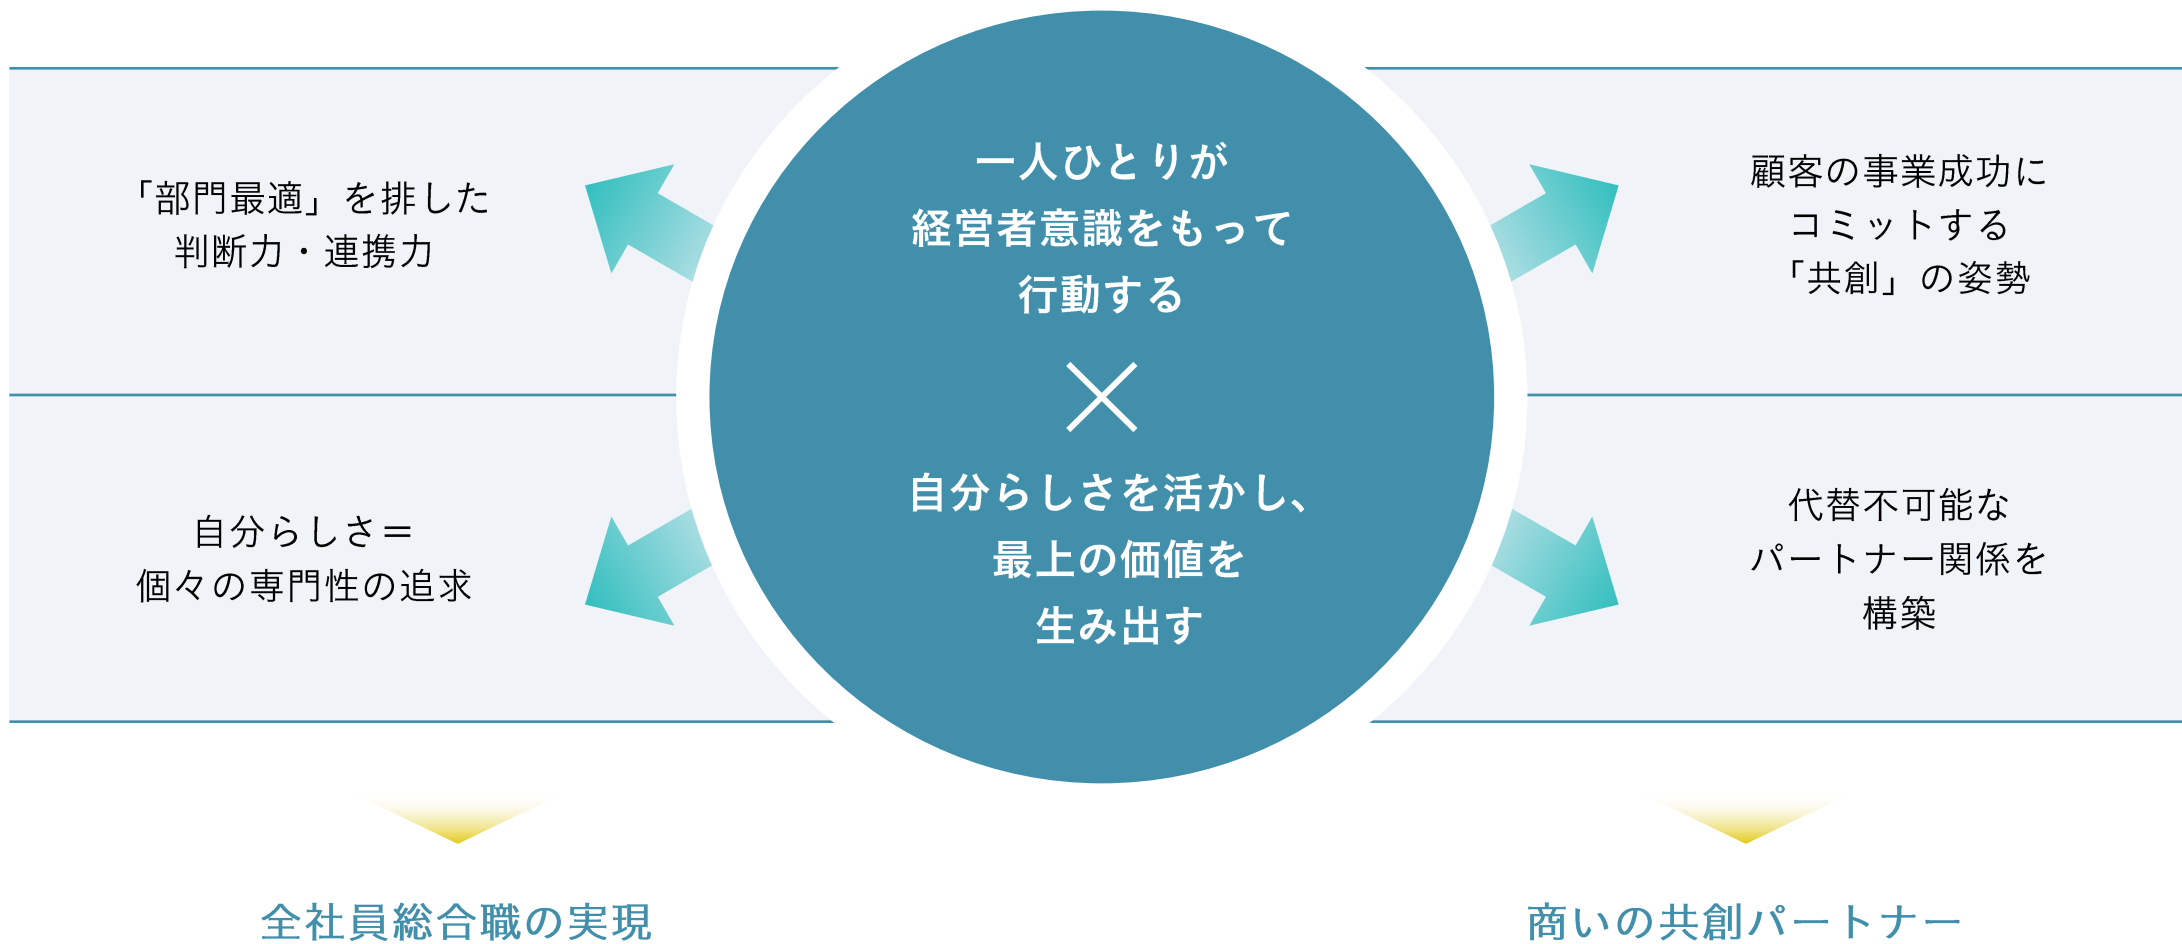 「部門最適」を排した
判断力・連携力
自分らしさ＝
個々の専門性の追求
一人ひとりが
経営者意識をもって
行動する
×
自分らしさを活かし、
最上の価値を
生み出す
顧客の事業成功に
コミットする
「共創」の姿勢
代替不可能な
パートナー関係を
構築
全社員総合職の実現
商いの共創パートナー